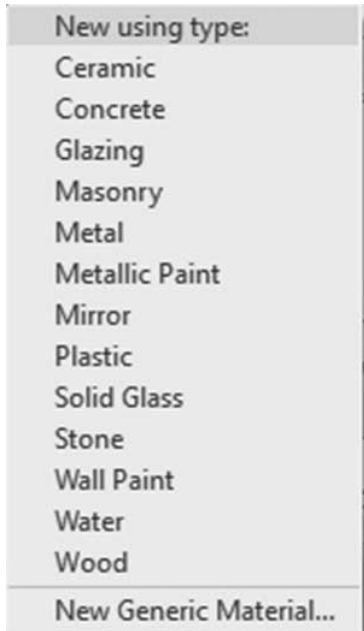 New using type:
Ceramic
Concrete
Glazing
Masonry
Metal
Metallic Paint
Mirror
Plastic
Solid Glass
Stone
Wall Paint
Water
Wood
New Generic Material...